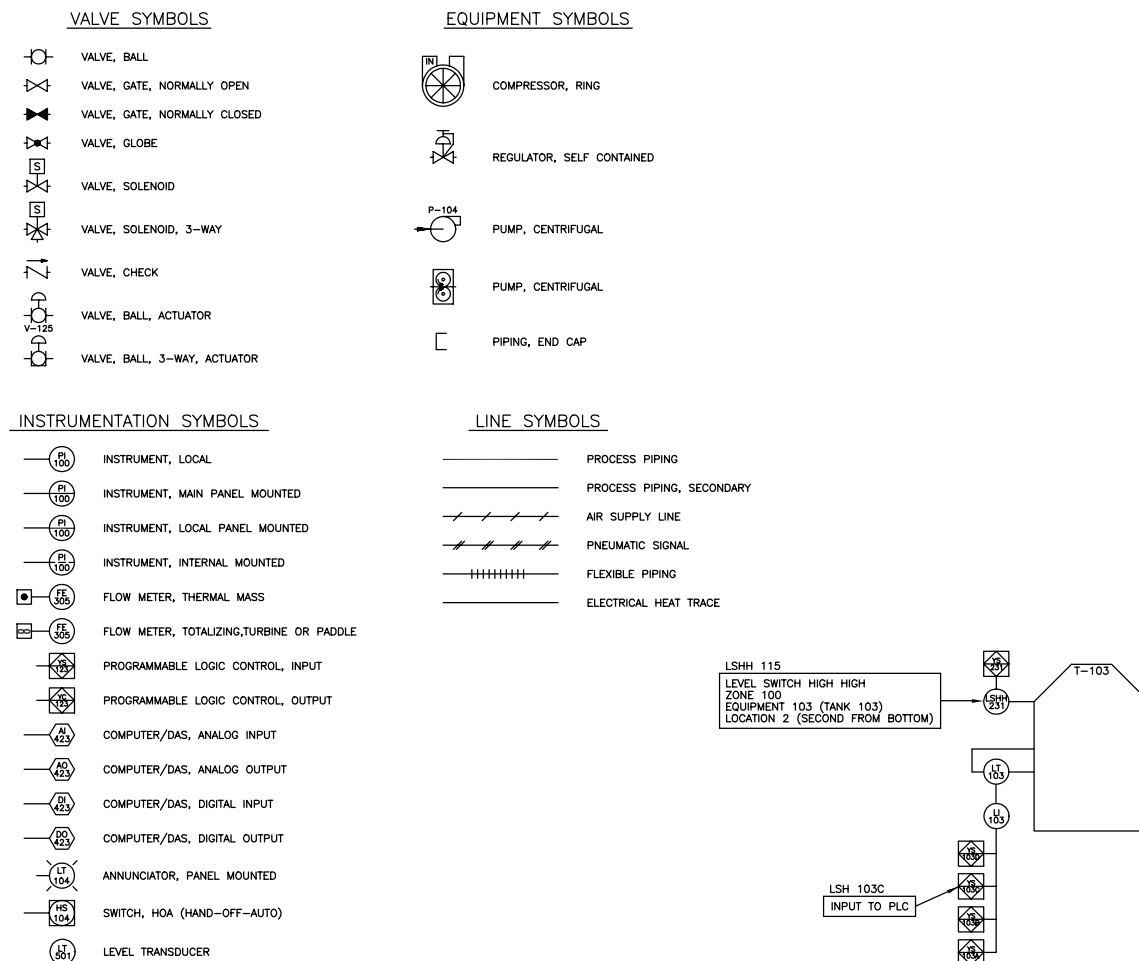 VALVE SYMBOLS
VALVE, BALL
VALVE, GATE, NORMALLY OPEN
VALVE, GATE, NORMALLY CLOSED
VALVE, GLOBE
S
VALVE, SOLENOID
S
VALVE, SOLENOID, 3-WAY
VALVE, CHECK
VALVE, BALL, ACTUATOR
V-125
VALVE, BALL, 3-WAY, ACTUATOR
EQUIPMENT SYMBOLS
IN
COMPRESSOR, RING
REGULATOR, SELF CONTAINED
P-104
PUMP, CENTRIFUGAL
PUMP, CENTRIFUGAL
PIPING, END CAP
INSTRUMENTATION SYMBOLS
PI
100
INSTRUMENT, LOCAL
PI
100
INSTRUMENT, MAIN PANEL MOUNTED
PI
100
INSTRUMENT, LOCAL PANEL MOUNTED
PI
100
INSTRUMENT, INTERNAL MOUNTED
FE
305
FLOW METER, THERMAL MASS
FE
305
FLOW METER, TOTALIZING,TURBINE OR PADDLE
YS
123
PROGRAMMABLE LOGIC CONTROL, INPUT
YC
123
PROGRAMMABLE LOGIC CONTROL, OUTPUT
AI
423
COMPUTER/DAS, ANALOG INPUT
AO
423
COMPUTER/DAS, ANALOG OUTPUT
DI
423
COMPUTER/DAS, DIGITAL INPUT
DO
423
COMPUTER/DAS, DIGITAL OUTPUT
LT
104
ANNUNCIATOR, PANEL MOUNTED
HS
104
SWITCH, HOA (HAND-OFF-AUTO)
LT
501
LEVEL TRANSDUCER
LINE SYMBOLS
PROCESS PIPING
PROCESS PIPING, SECONDARY
AIR SUPPLY LINE
PNEUMATIC SIGNAL
FLEXIBLE PIPING
ELECTRICAL HEAT TRACE
LSHH 115
LEVEL SWITCH HIGH HIGH
ZONE 100
EQUIPMENT 103 (TANK 103)
LOCATION 2 (SECOND FROM BOTTOM)
YS
231
LSHH
231
T-103
LT
103
LI
103
YS
103D
YS
103C
YS
103B
YS
103A
LSH 103C
INPUT TO PLC